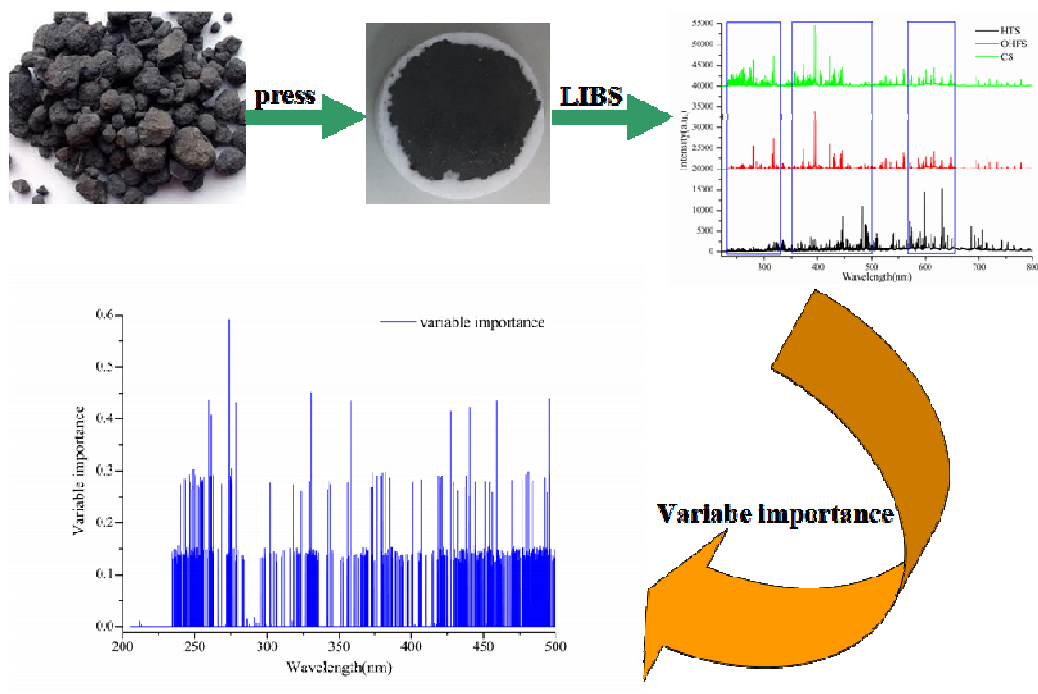 press
LIBS
55000
50000
45000
40000
35000
30000
25000
20000
15000
10000
5000
0
Intensity(a.u.)
HTS
OHFS
CS
300
400
500
600
700
800
Wavelength(nm)
0.6
0.5
0.4
0.3
0.2
0.1
0.0
Variable importance
variable importance
200
250
300
350
400
450
500
Wavelength(nm)
Variabe importance